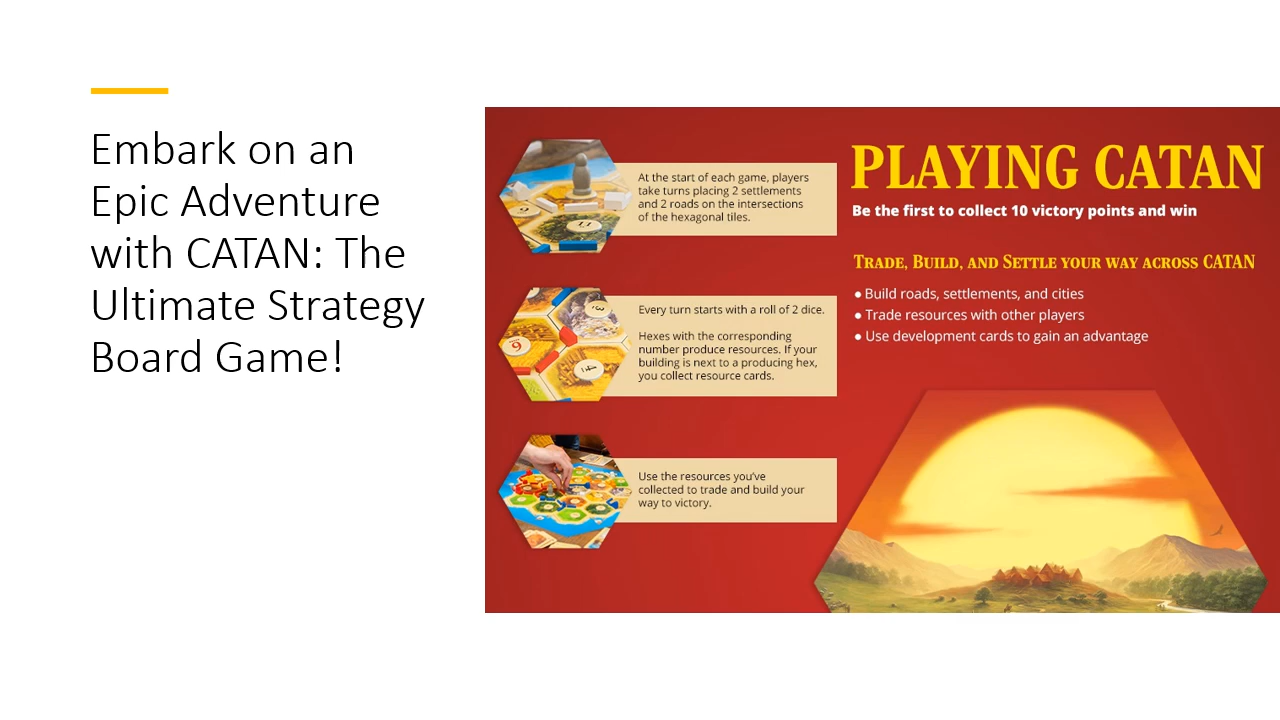 Embark on an
Epic Adventure
with CATAN: The
Ultimate Strategy
Board Game!
At the start of each game, players
take turns placing 2 settlements
and 2 roads on the intersections
of the hexagonal tiles.
Every turn starts with a roll of 2 dice.
Hexes with the corresponding
number produce resources. If your
building is next to a producing hex,
you collect resource cards.
Use the resources you've
collected to trade and build your
way to victory.
PLAYING CATAN
Be the first to collect 10 victory points and win
TRADE, BUILD, AND SETTLE YOUR WAY ACROSS CATAN
● Build roads, settlements, and cities
● Trade resources with other players
● Use development cards to gain an advantage